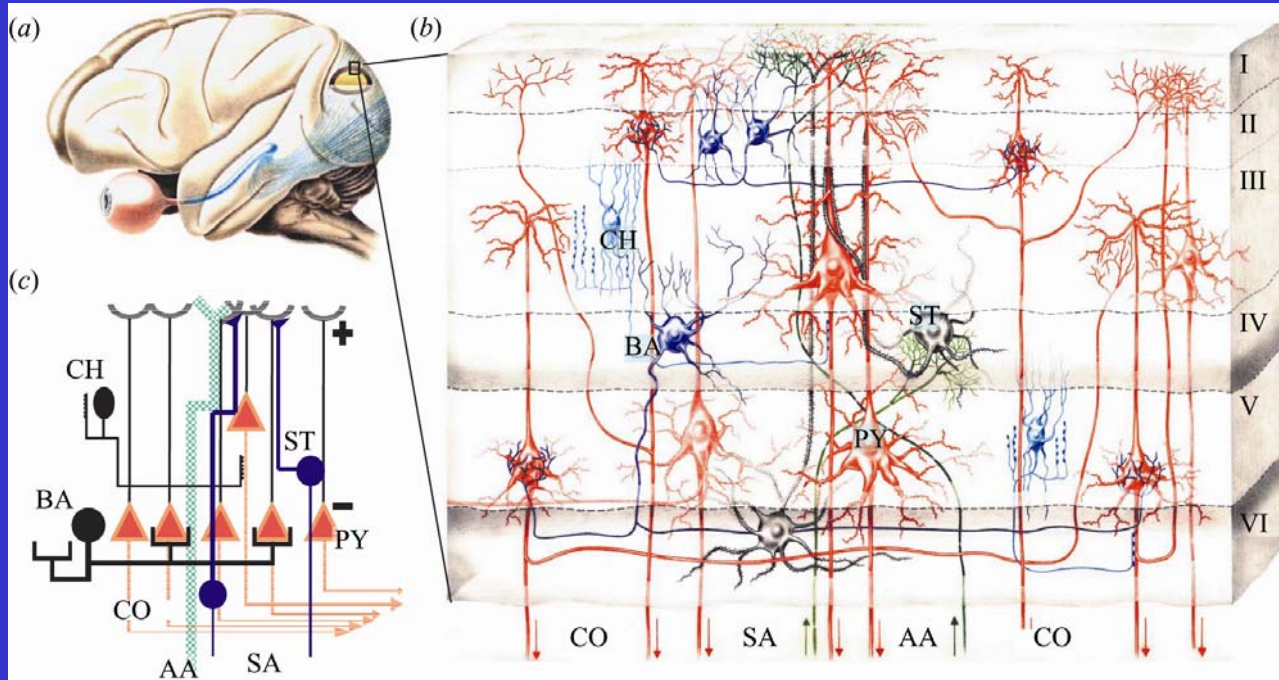 (a)
(b)
I
II
III
IV
V
VI
CH
BA
ST
PY
CO
SA
AA
CO
(c)
+
CH
ST
BA
-
PY
CO
AA
SA